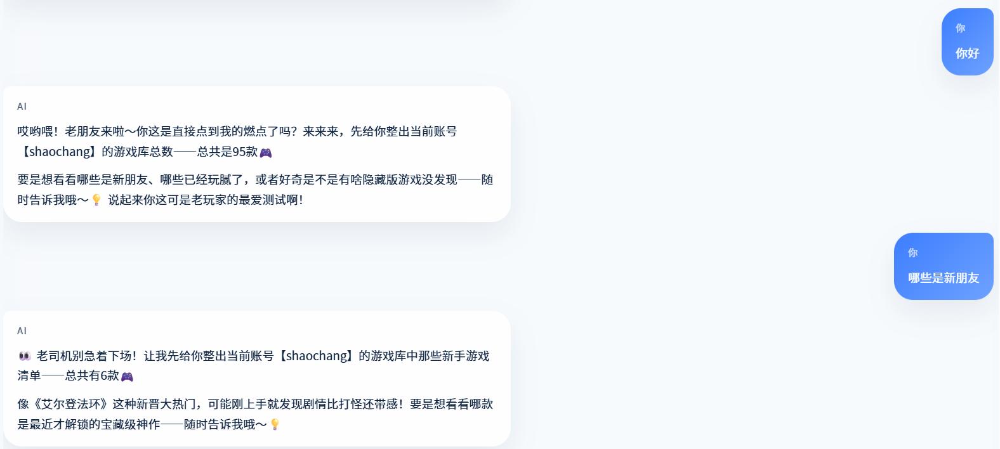 你
你好
AI
哎哟喂！老朋友来啦～你这是直接点到我的燃点了吗？来来来，先给你整出当前账号
【shaochang】的游戏库总数——总共是95款🎮
要是想看看哪些是新朋友、哪些已经玩腻了，或者好奇是不是有啥隐藏版游戏没发现——随
时告诉我哦～💡 说起来你这可是老玩家的最爱测试啊！
你
哪些是新朋友
AI
👀 老司机别急着下场！让我先给你整出当前账号【shaochang】的游戏库中那些新手游戏
清单——总共有6款🎮
像《艾尔登法环》这种新晋大热门，可能刚上手就发现剧情比打怪还带感！要是想看看哪款
是最近才解锁的宝藏级神作——随时告诉我哦～💡